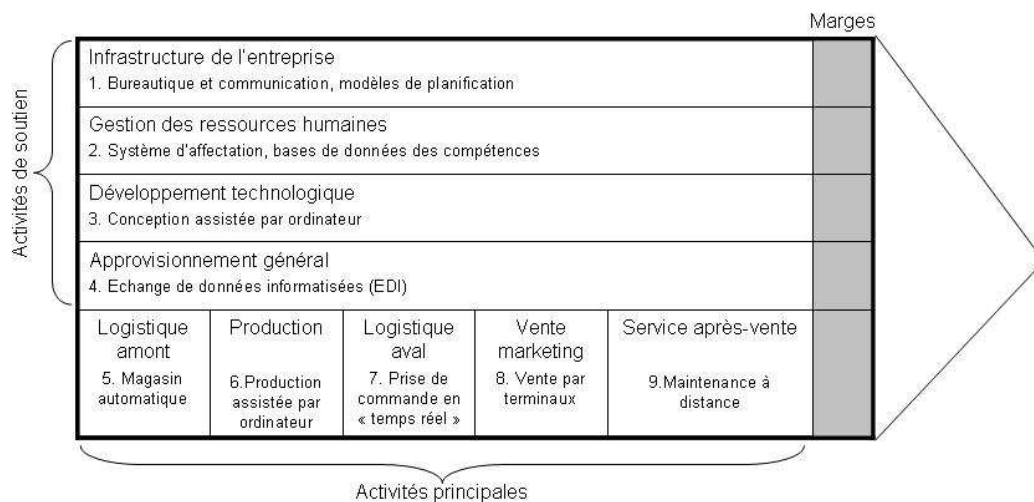 Marges
Activités de soutien
Infrastructure de l'entreprise
1. Bureautique et communication, modèles de planification
Gestion des ressources humaines
2. Système d'affectation, bases de données des compétences
Développement technologique
3. Conception assistée par ordinateur
Approvisionnement général
4. Echange de données informatisées (EDI)
Logistique
amont
5. Magasin
automatique
Production
6.Production
assistée par
ordinateur
Logistique
aval
7. Prise de
commande en
« temps réel »
Vente
marketing
8. Vente par
terminaux
Service après-vente
9.Maintenance à
distance
Activités principales